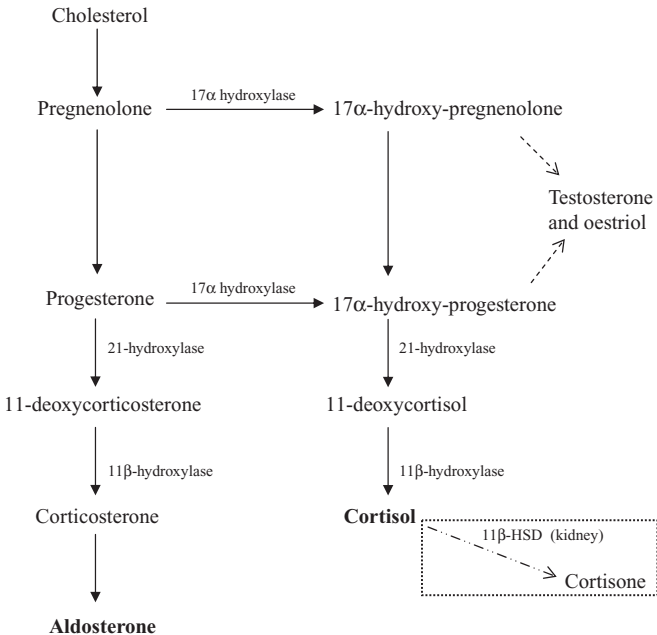 Cholesterol
17α hydroxylase
Pregnenolone
17α-hydroxy-pregnenolone
Testosterone
and oestriol
17α hydroxylase
Progesterone
17α-hydroxy-progesterone
21-hydroxylase
21-hydroxylase
11-deoxycorticosterone
11-deoxycortisol
11β-hydroxylase
11β-hydroxylase
Corticosterone
Cortisol
11β-HSD (kidney)
Cortisone
Aldosterone